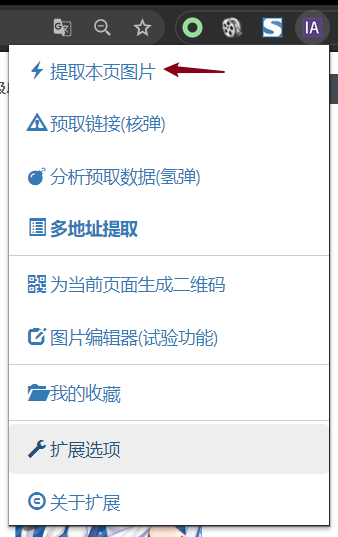 IA
提取本页图片
预取链接(核弹)
分析预取数据(氢弹)
多地址提取
为当前页面生成二维码
图片编辑器(试验功能)
我的收藏
扩展选项
关于扩展